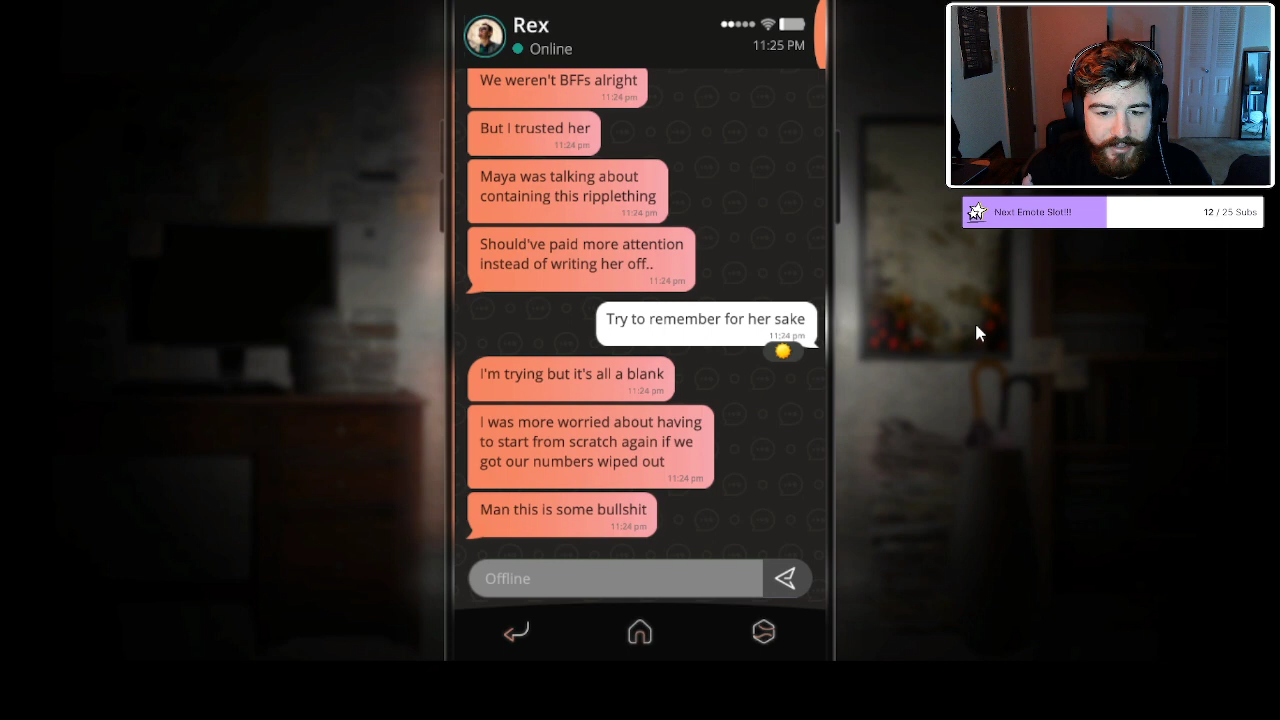 Rex
Online
11:25 PM
We weren't BFFs alright
11:24 pm
But I trusted her
11:24 pm
Maya was talking about
containing this ripplething
11:24 pm
Should've paid more attention
instead of writing her off..
11:24 pm
Try to remember for her sake
11:24 pm
I'm trying but it's all a blank
11:24 pm
I was more worried about having
to start from scratch again if we
got our numbers wiped out
11:24 pm
Man this is some bullshit
11:24 pm
Offline
Next Emote Slot!!!
12 / 25 Subs